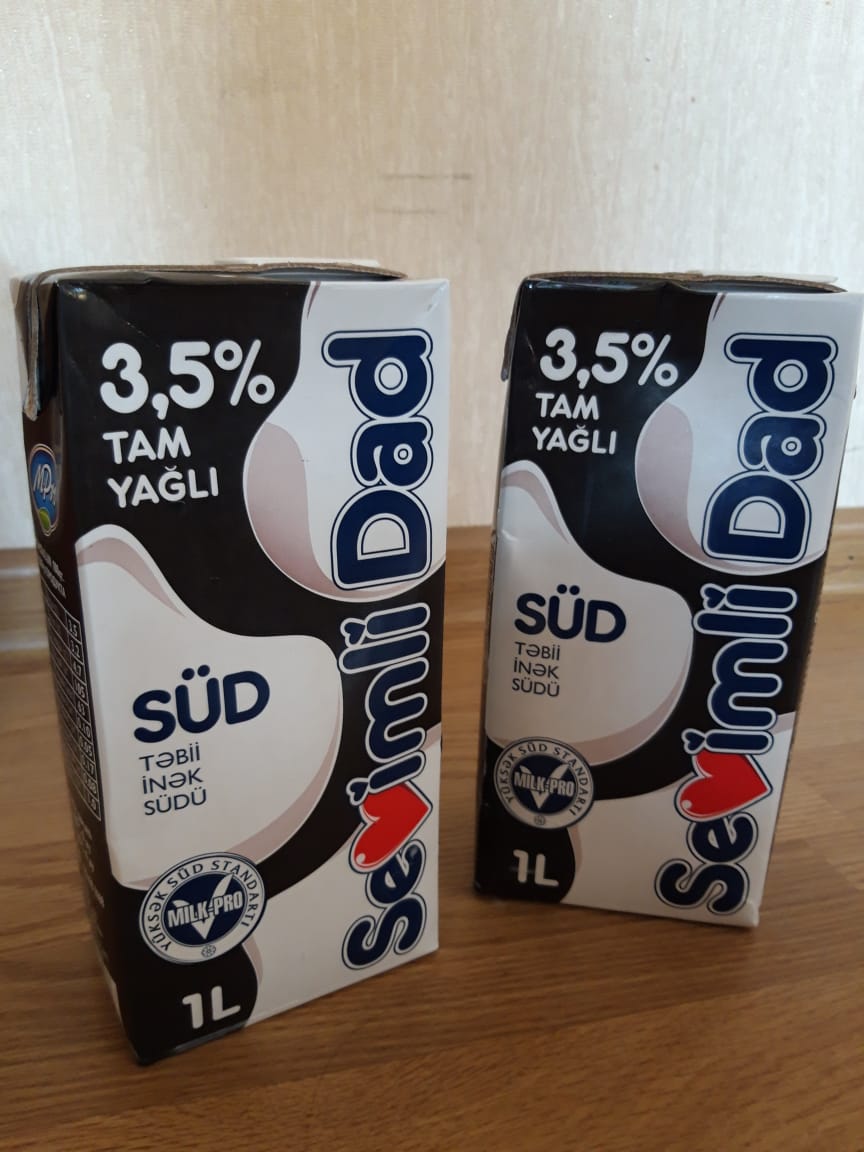 3,5%
TAM
YAĞLI
Sevimli Dad
SÜD
TƏBİİ
İNƏK
SÜDÜ
YÜKSƏK SÜD STANDARTI
MILK-PRO
1L
3,5%
TAM
YAĞLI
Sevimli Dad
SÜD
TƏBİİ
İNƏK
SÜDÜ
YÜKSƏK SÜD STANDARTI
MILK-PRO
1L